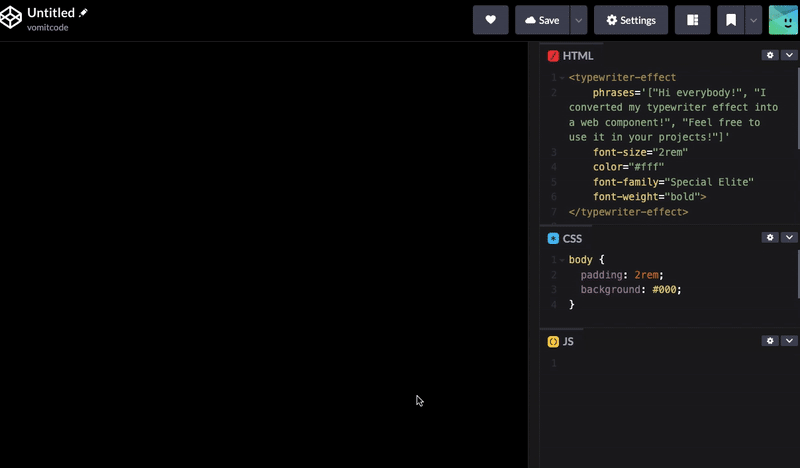 Untitled
vomitcode
Save
Settings
HTML
1 <typewriter-effect
2 phrases='["Hi everybody!", "I
converted my typewriter effect into
a web component!", "Feel free to
use it in your projects!"]'
3 font-size="2rem"
4 color="#fff"
5 font-family="Special Elite"
6 font-weight="bold">
7 </typewriter-effect>
CSS
1 body {
2 padding: 2rem;
3 background: #000;
4 }
JS
1